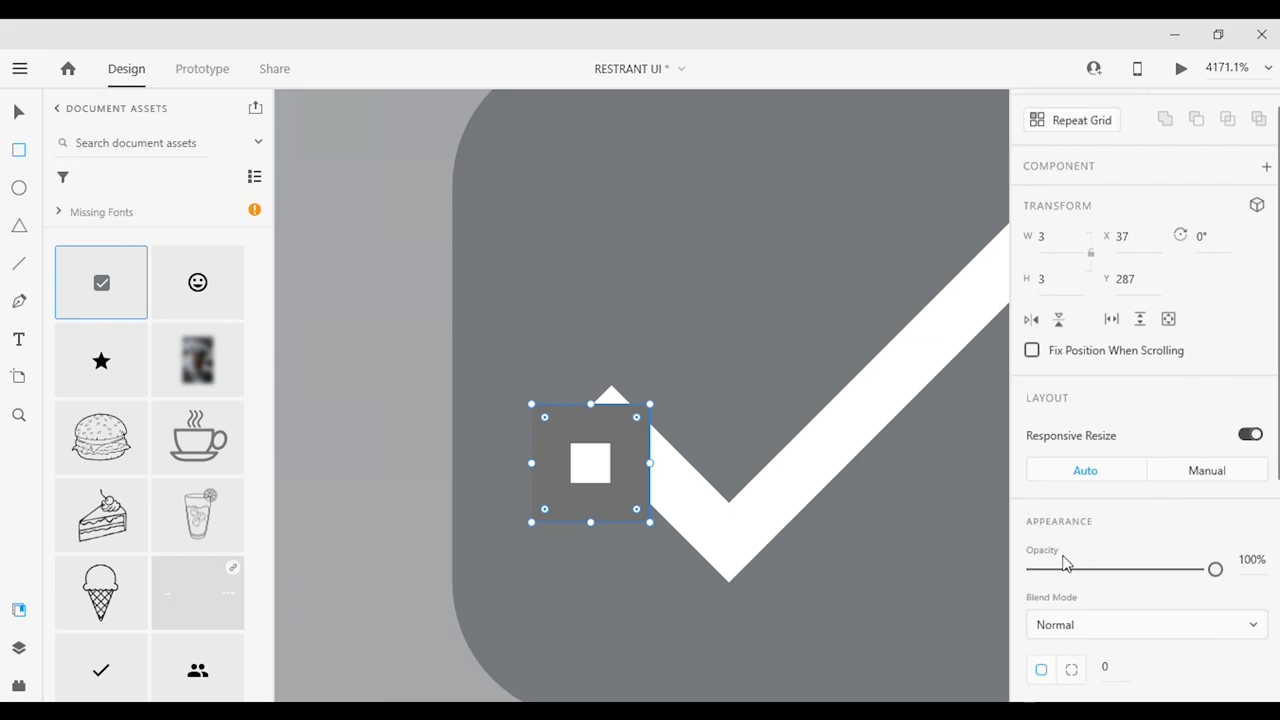 Design
Prototype
Share
RESTRANT UI *
4171.1%
DOCUMENT ASSETS
Search document assets
Missing Fonts
Repeat Grid
COMPONENT
TRANSFORM
W 3 X 37 0°
H 3 Y 287
Fix Position When Scrolling
LAYOUT
Responsive Resize
Auto Manual
APPEARANCE
Opacity
100%
Blend Mode
Normal
0